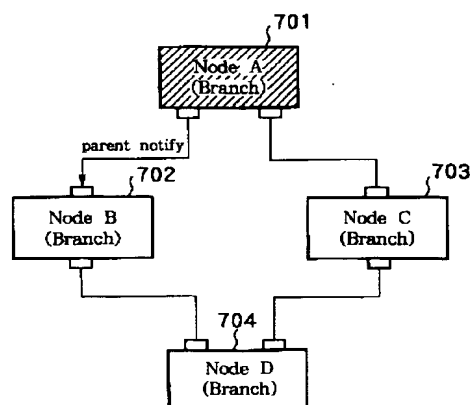 701
Node A
(Branch)
parent notify
702
703
Node B
(Branch)
Node C
(Branch)
704
Node D
(Branch)